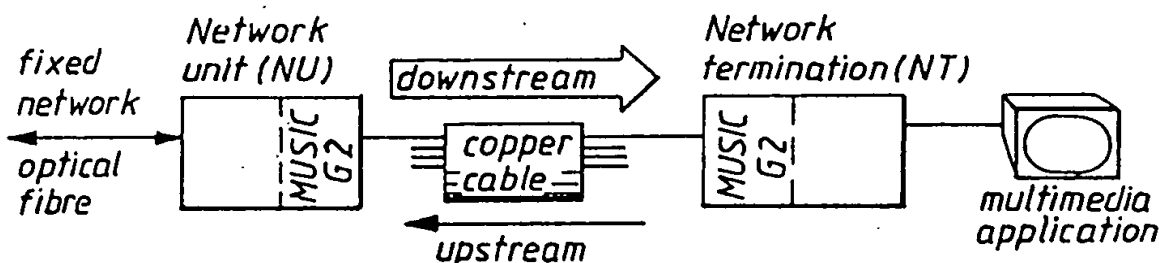 fixed
network
optical
fibre
Network
unit (NU)
MUSIC
G2
downstream
copper
cable
upstream
Network
termination (NT)
MUSIC
G2
multimedia
application